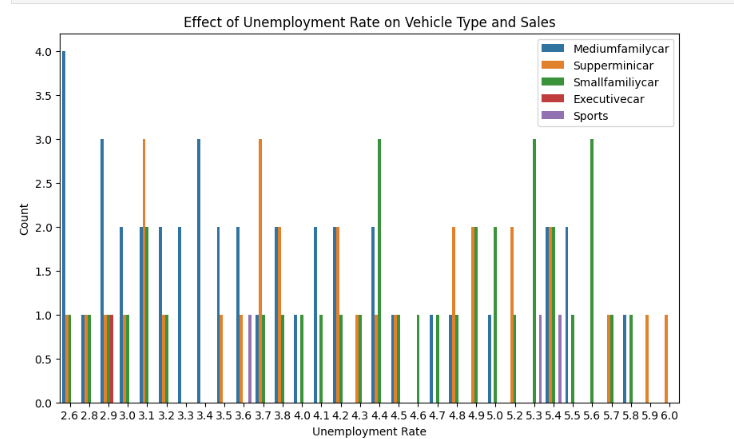 Effect of Unemployment Rate on Vehicle Type and Sales
Mediumfamilycar
Supperminicar
Smallfamiliycar
Executivecar
Sports
4.0
3.5
3.0
2.5
2.0
1.5
1.0
0.5
0.0
Count
2.6 2.8 2.9 3.0 3.1 3.2 3.3 3.4 3.5 3.6 3.7 3.8 4.0 4.1 4.2 4.3 4.4 4.5 4.6 4.7 4.8 4.9 5.0 5.2 5.3 5.4 5.5 5.6 5.7 5.8 5.9 6.0
Unemployment Rate